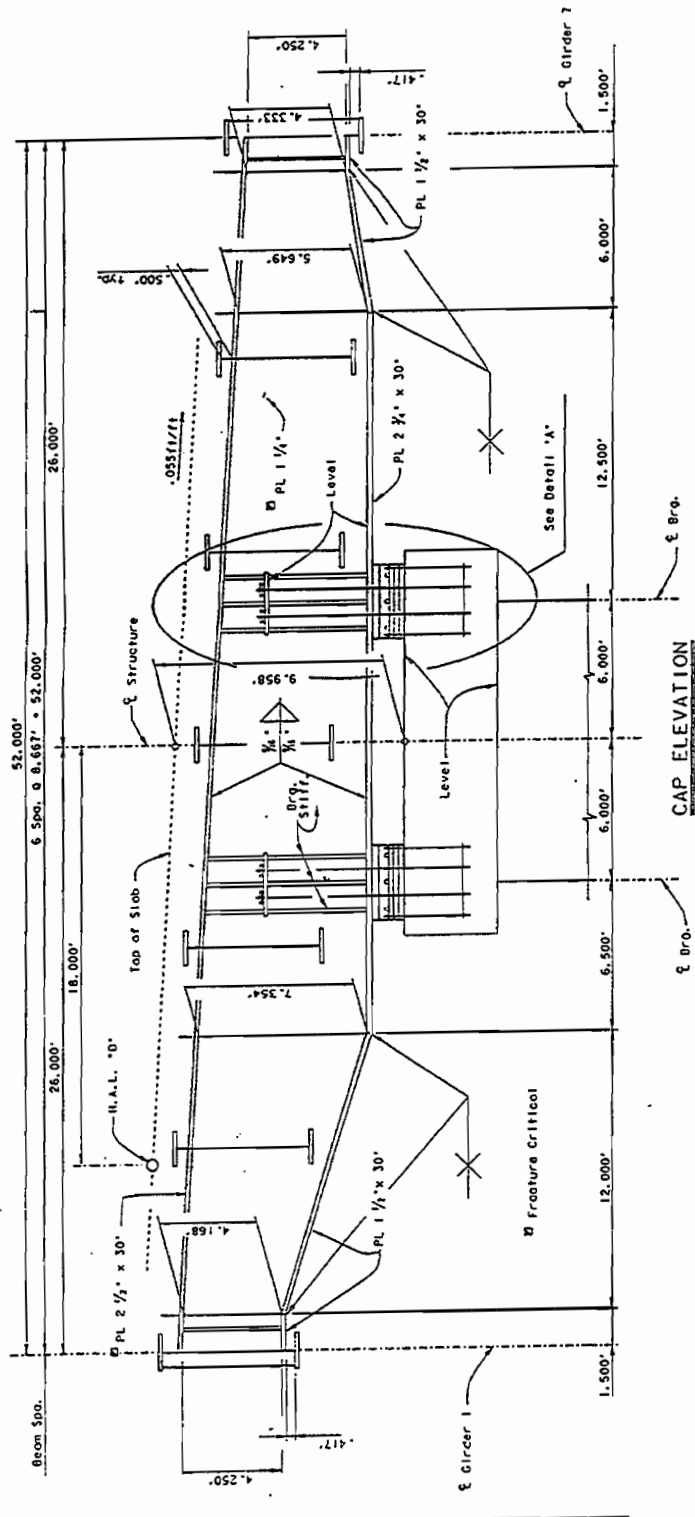 52.000'
6 Spa. @ 8.667' = 52.000'
Beam Spa.
26.000'
26.000'
18.000'
℄ Structure
H.A.L. "D"
Top of Slab
.055ft/ft
.500' typ.
PL 2 1/2" x 30"
4.250'
4.168'
7.354'
9.958'
5.649'
4.333'
4.250'
.417'
.417'
PL 1 1/4"
Level
Brg.
Stiff.
5/16
5/16
PL 1 1/2" x 30"
PL 2 3/4" x 30"
PL 1 1/2" x 30"
Level
See Detail "A"
Fracture Critical
1.500'
12.000'
6.500'
6.000'
6.000'
12.500'
6.000'
1.500'
℄ Girder 1
℄ Brg.
℄ Brg.
℄ Girder 7
CAP ELEVATION